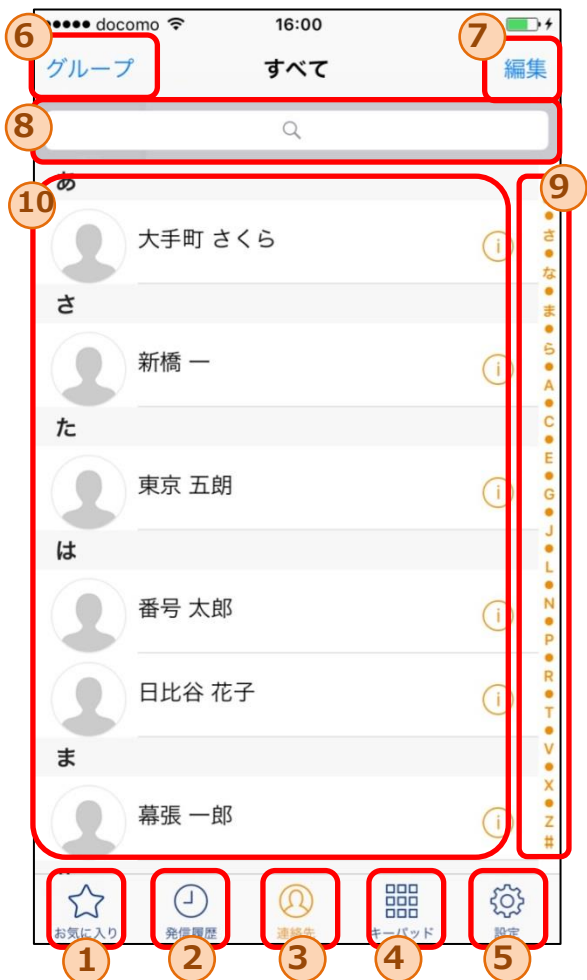 docomo 16:00
6
7
グループ すべて 編集
8
あ
10
9
大手町 さくら
i
さ
新橋 一
i
た
東京 五朗
i
は
番号 太郎
i
日比谷 花子
i
ま
幕張 一郎
i
さ
な
ま
ら
A
C
E
G
J
L
N
P
R
T
V
X
Z
#
お気に入り 発信履歴 連絡先 キーパッド 設定
1 2 3 4 5